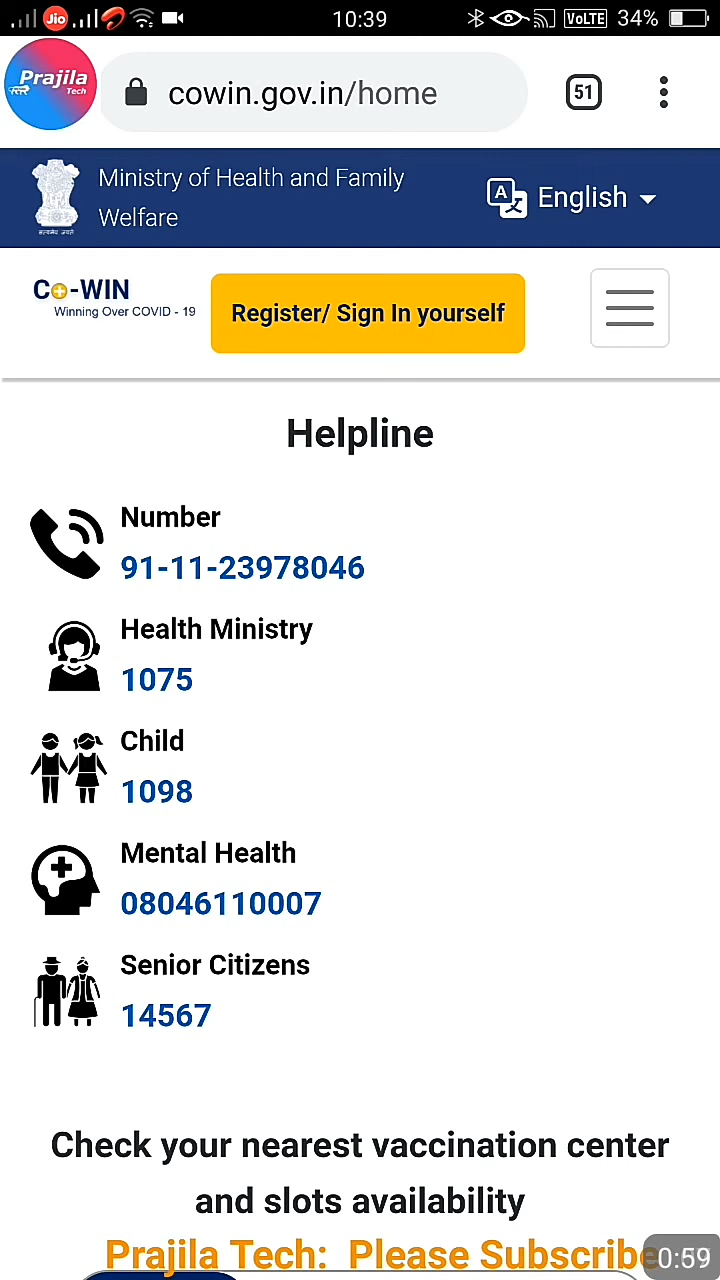 Jio
10:39
VoLTE
34%
Prajila
Tech
cowin.gov.in/home
51
Ministry of Health and Family
Welfare
English
Co-WIN
Winning Over COVID - 19
Register/ Sign In yourself
Helpline
Number
91-11-23978046
Health Ministry
1075
Child
1098
Mental Health
08046110007
Senior Citizens
14567
Check your nearest vaccination center
and slots availability
Prajila Tech: Please Subscribe
0:59